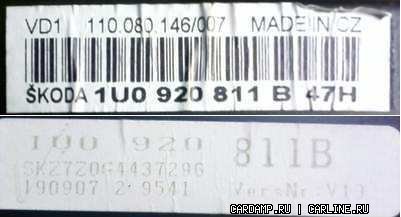 VD1 110.080.146/007 MADE IN CZ
ŠKODA 1U0 920 811 B 47H
1U0 920 811B
SKZ7Z0G4437296
190907 2 9541 VersNr:V13
CARDAMP.RU | CARLINE.RU